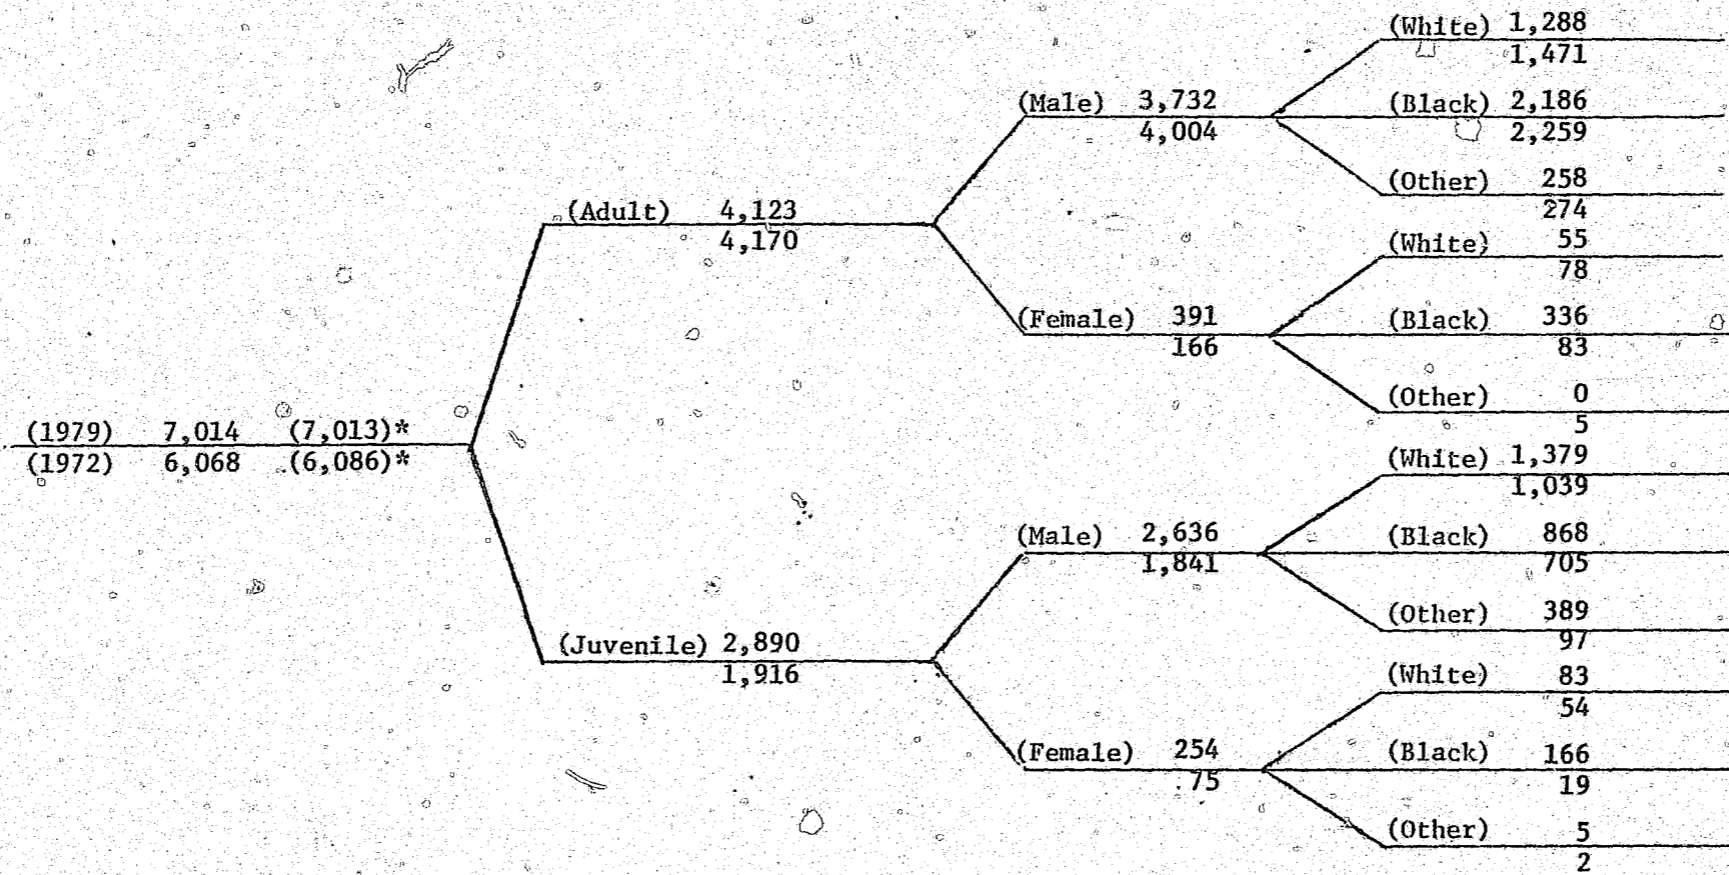 (White) 1,288
1,471
(Male) 3,732
4,004
(Black) 2,186
2,259
(Other) 258
274
(Adult) 4,123
4,170
(White) 55
78
(Female) 391
166
(Black) 336
83
(Other) 0
5
(1979) 7,014 (7,013)*
(1972) 6,068 (6,086)*
(White) 1,379
1,039
(Male) 2,636
1,841
(Black) 868
705
(Other) 389
97
(Juvenile) 2,890
1,916
(White) 83
54
(Female) 254
75
(Black) 166
19
(Other) 5
2